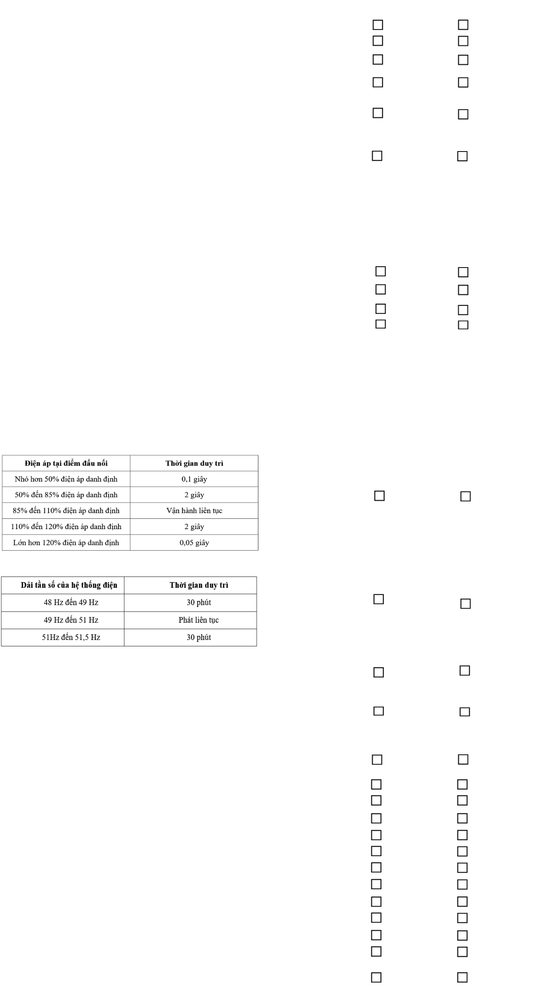 Điện áp tại điểm đấu nối Thời gian duy trì
Nhỏ hơn 50% điện áp danh định 0,1 giây
50% đến 85% điện áp danh định 2 giây
85% đến 110% điện áp danh định Vận hành liên tục
110% đến 120% điện áp danh định 2 giây
Lớn hơn 120% điện áp danh định 0,05 giây
Dải tần số của hệ thống điện Thời gian duy trì
48 Hz đến 49 Hz 30 phút
49 Hz đến 51 Hz Phát liên tục
51Hz đến 51,5 Hz 30 phút